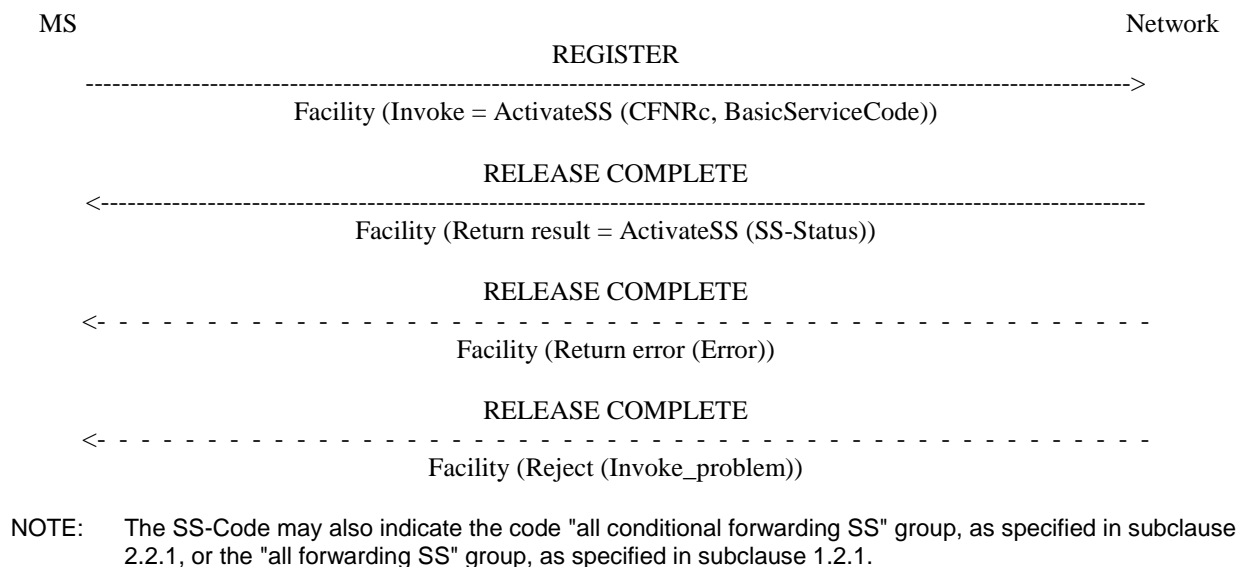 MS Network
REGISTER
------------------------------------------------------------------------------------------------------------------------>
Facility (Invoke = ActivateSS (CFNRc, BasicServiceCode))
RELEASE COMPLETE
<------------------------------------------------------------------------------------------------------------------------
Facility (Return result = ActivateSS (SS-Status))
RELEASE COMPLETE
<- - - - - - - - - - - - - - - - - - - - - - - - - - - - - - - - - - - - - - - - - - - - - - - - - - - -
Facility (Return error (Error))
RELEASE COMPLETE
<- - - - - - - - - - - - - - - - - - - - - - - - - - - - - - - - - - - - - - - - - - - - - - - - - - - -
Facility (Reject (Invoke_problem))
NOTE: The SS-Code may also indicate the code "all conditional forwarding SS" group, as specified in subclause
2.2.1, or the "all forwarding SS" group, as specified in subclause 1.2.1.